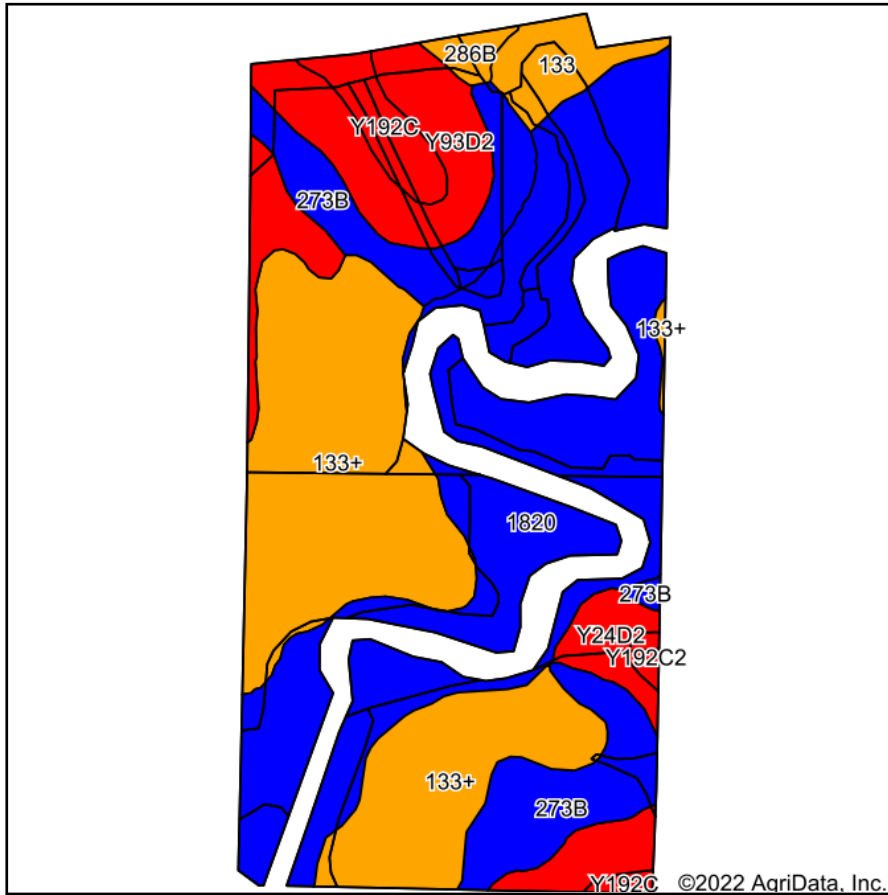 286B
133
Y192C
Y93D2
273B
133+
133+
1820
273B
Y24D2
Y192C2
133+
273B
Y192C
©2022 AgriData, Inc.